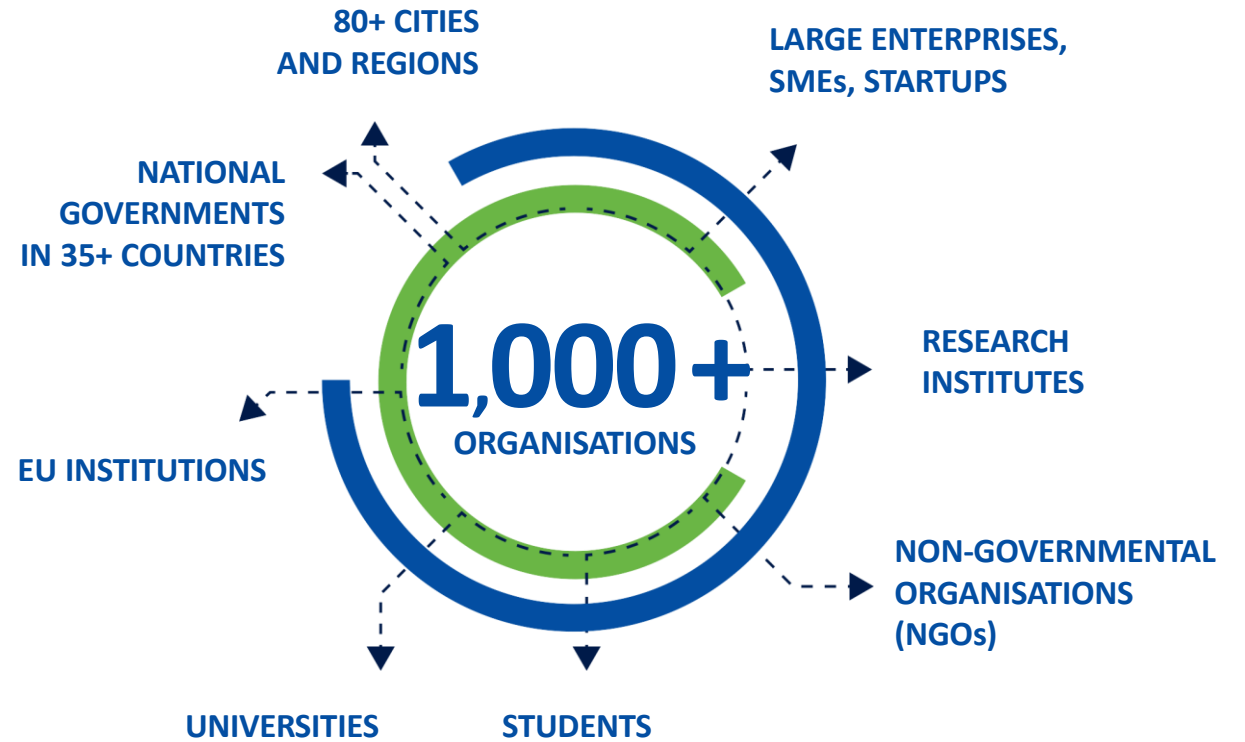 80+ CITIES
AND REGIONS
LARGE ENTERPRISES,
SMEs, STARTUPS
NATIONAL
GOVERNMENTS
IN 35+ COUNTRIES
1,000 +
ORGANISATIONS
RESEARCH
INSTITUTES
EU INSTITUTIONS
NON-GOVERNMENTAL
ORGANISATIONS
(NGOs)
UNIVERSITIES
STUDENTS